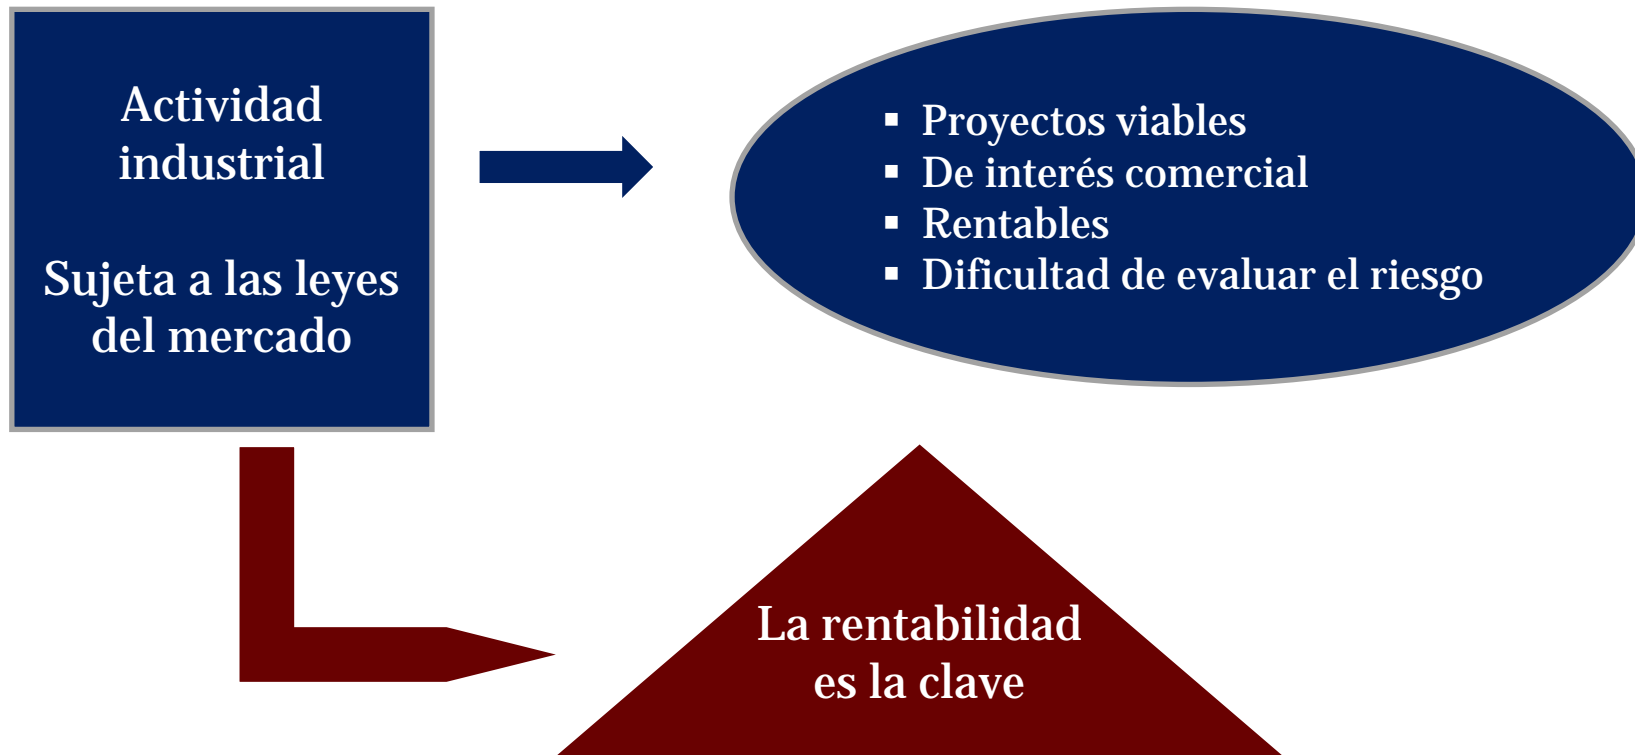 Actividad
industrial
Sujeta a las leyes
del mercado
▪ Proyectos viables
▪ De interés comercial
▪ Rentables
▪ Dificultad de evaluar el riesgo
La rentabilidad
es la clave